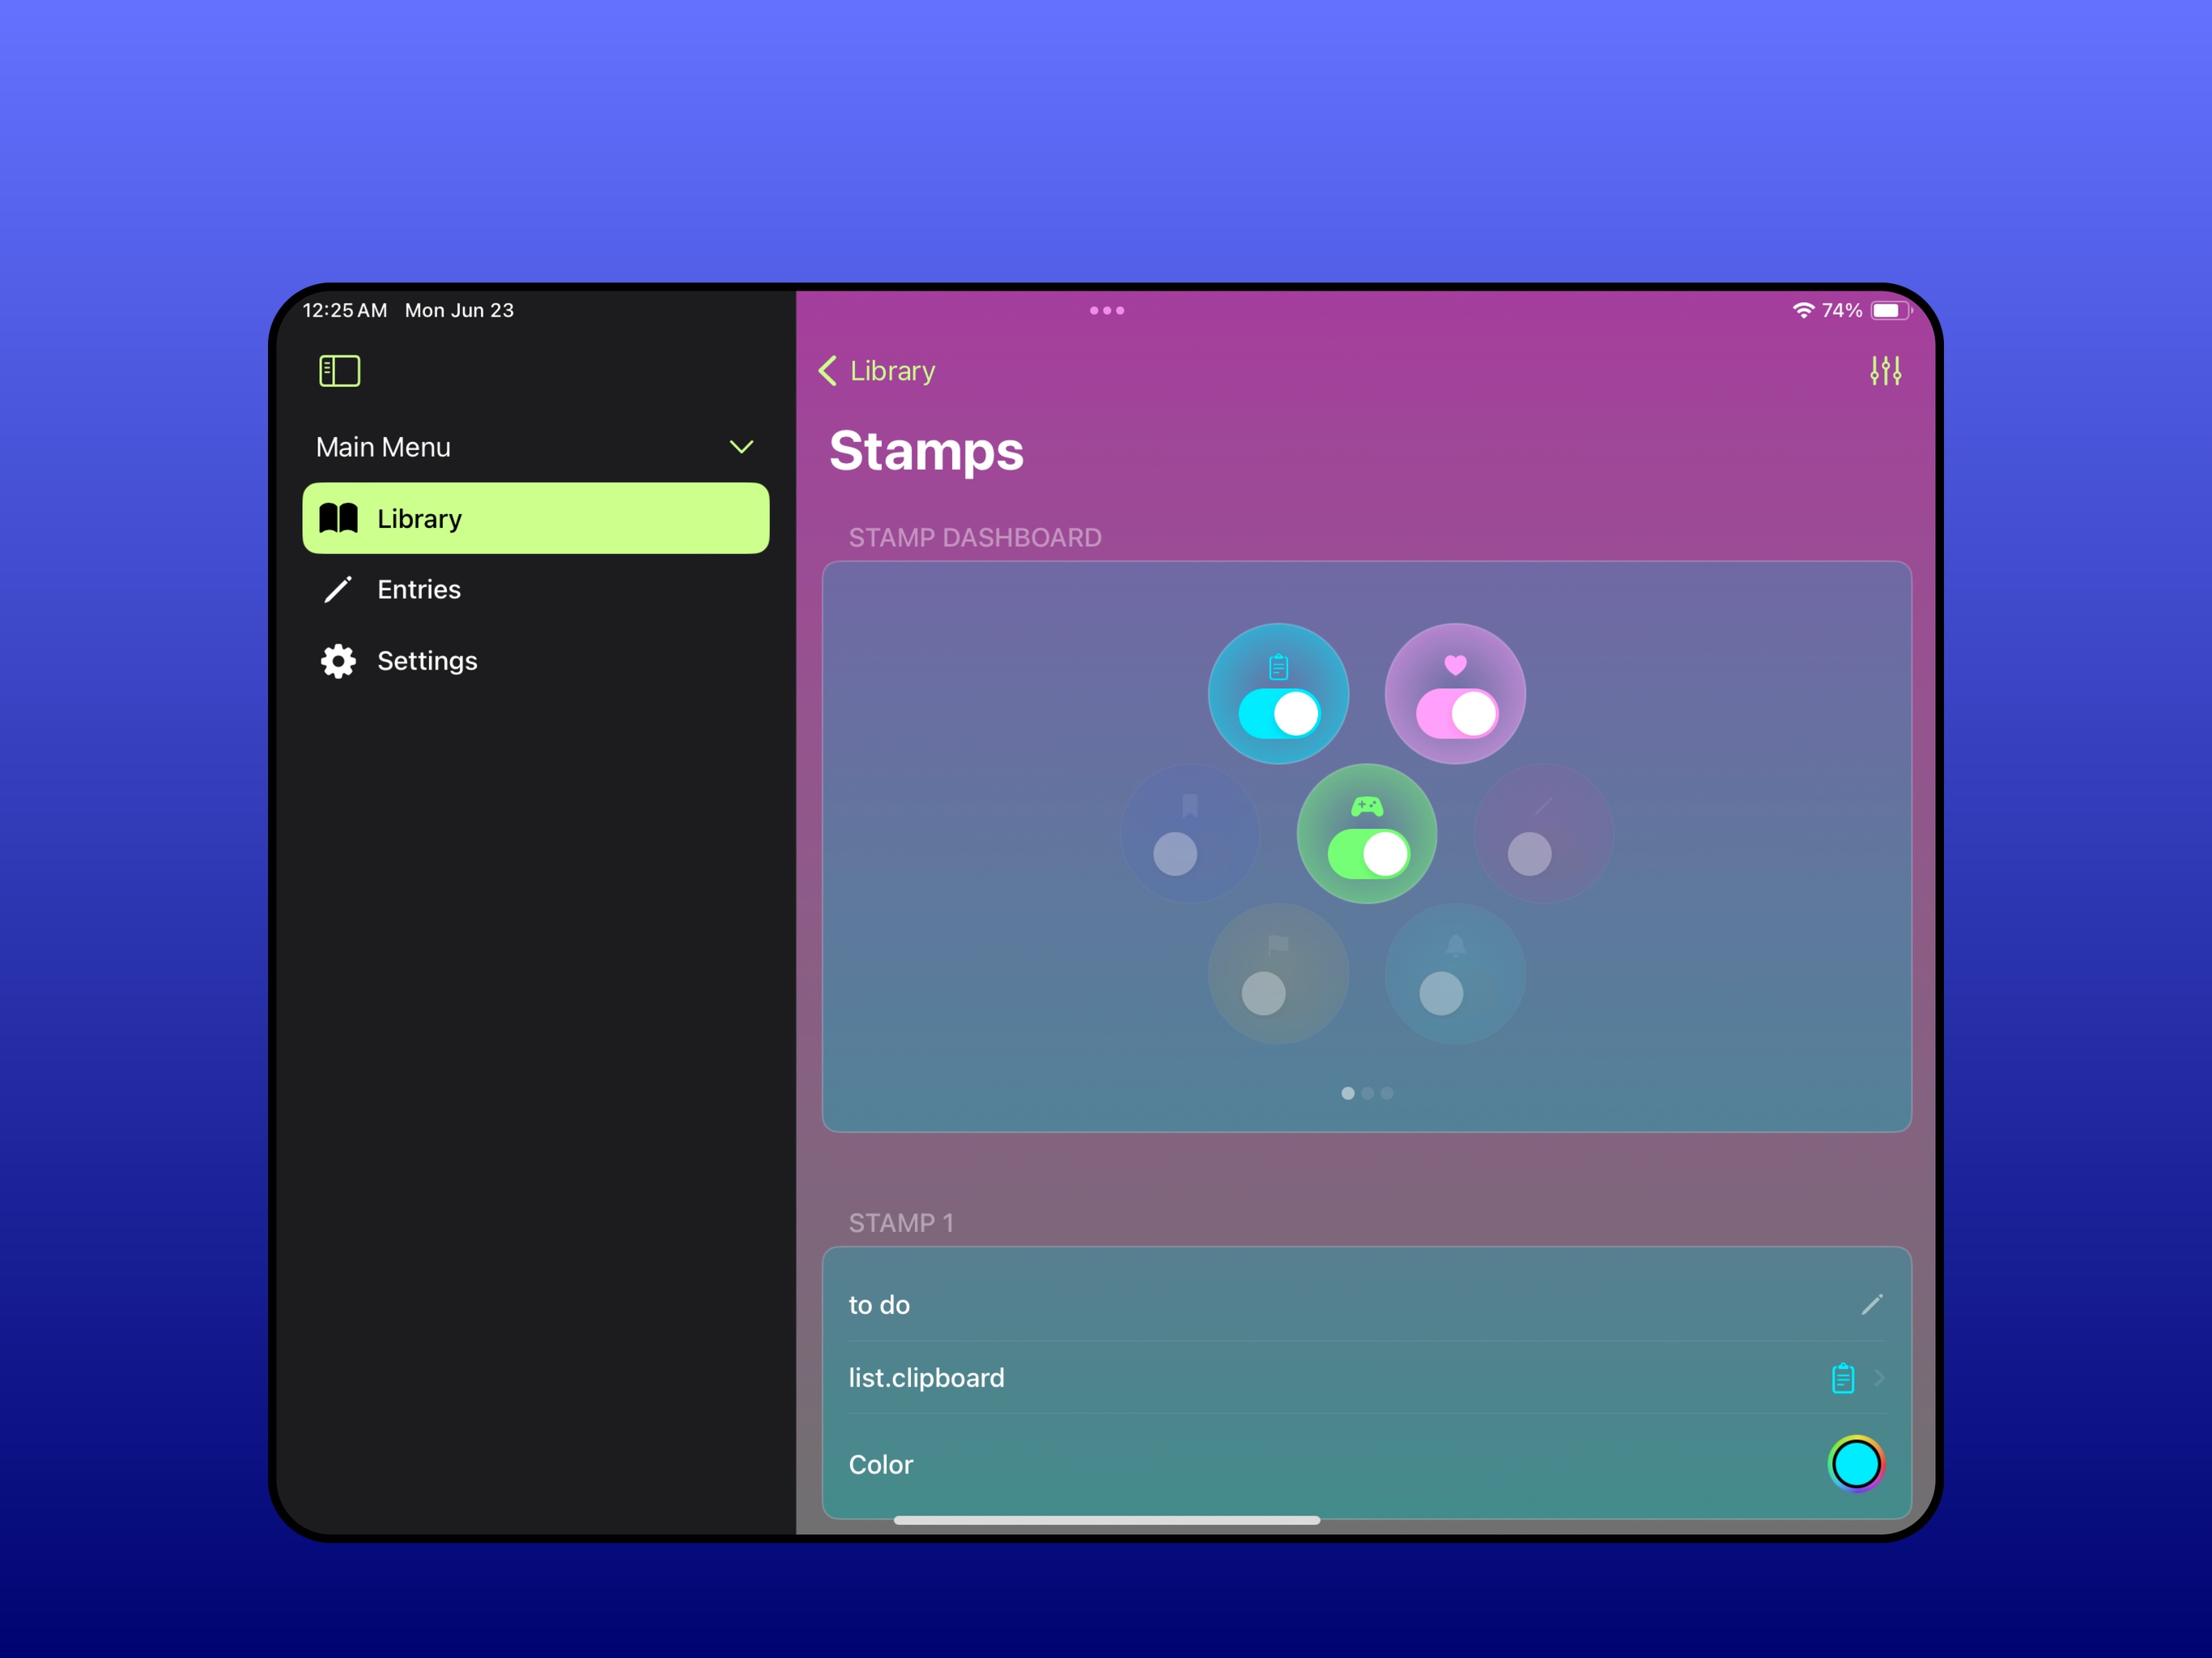 12:25 AM Mon Jun 23
74%
Main Menu
Library
Entries
Settings
Library
Stamps
STAMP DASHBOARD
STAMP 1
to do
list.clipboard
Color